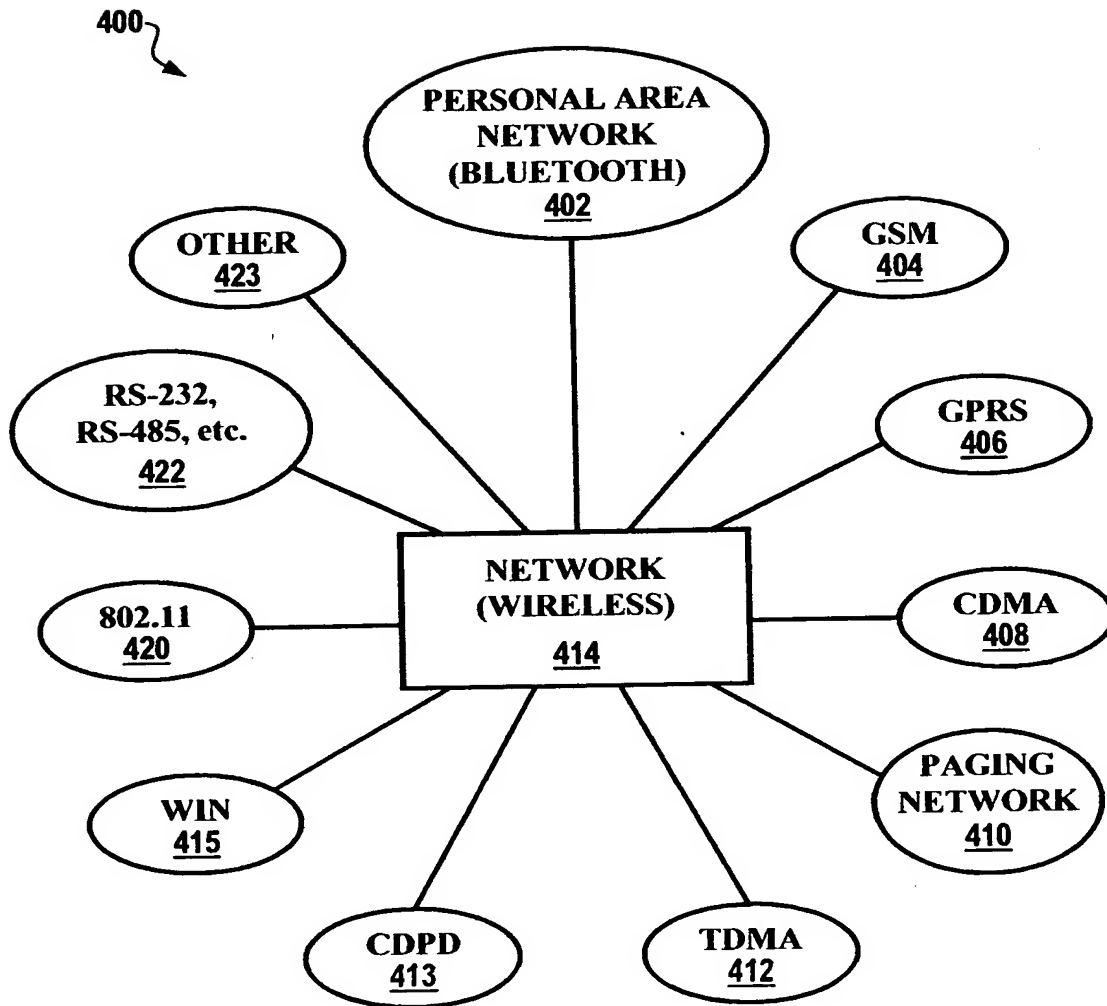 400
PERSONAL AREA
NETWORK
(BLUETOOTH)
402
OTHER
423
GSM
404
RS-232,
RS-485, etc.
422
GPRS
406
NETWORK
(WIRELESS)
414
802.11
420
CDMA
408
WIN
415
PAGING
NETWORK
410
CDPD
413
TDMA
412